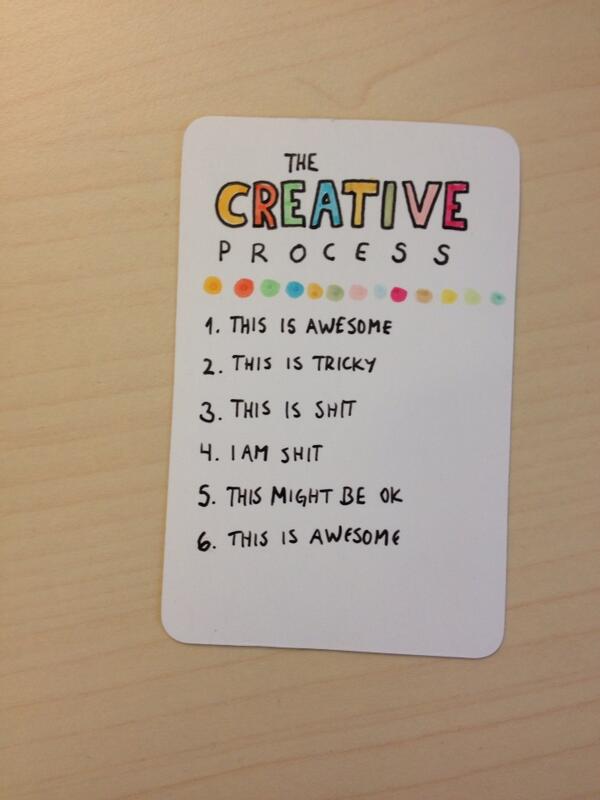 THE
CREATIVE
PROCESS
1. THIS IS AWESOME
2. THIS IS TRICKY
3. THIS IS SHIT
4. I AM SHIT
5. THIS MIGHT BE OK
6. THIS IS AWESOME